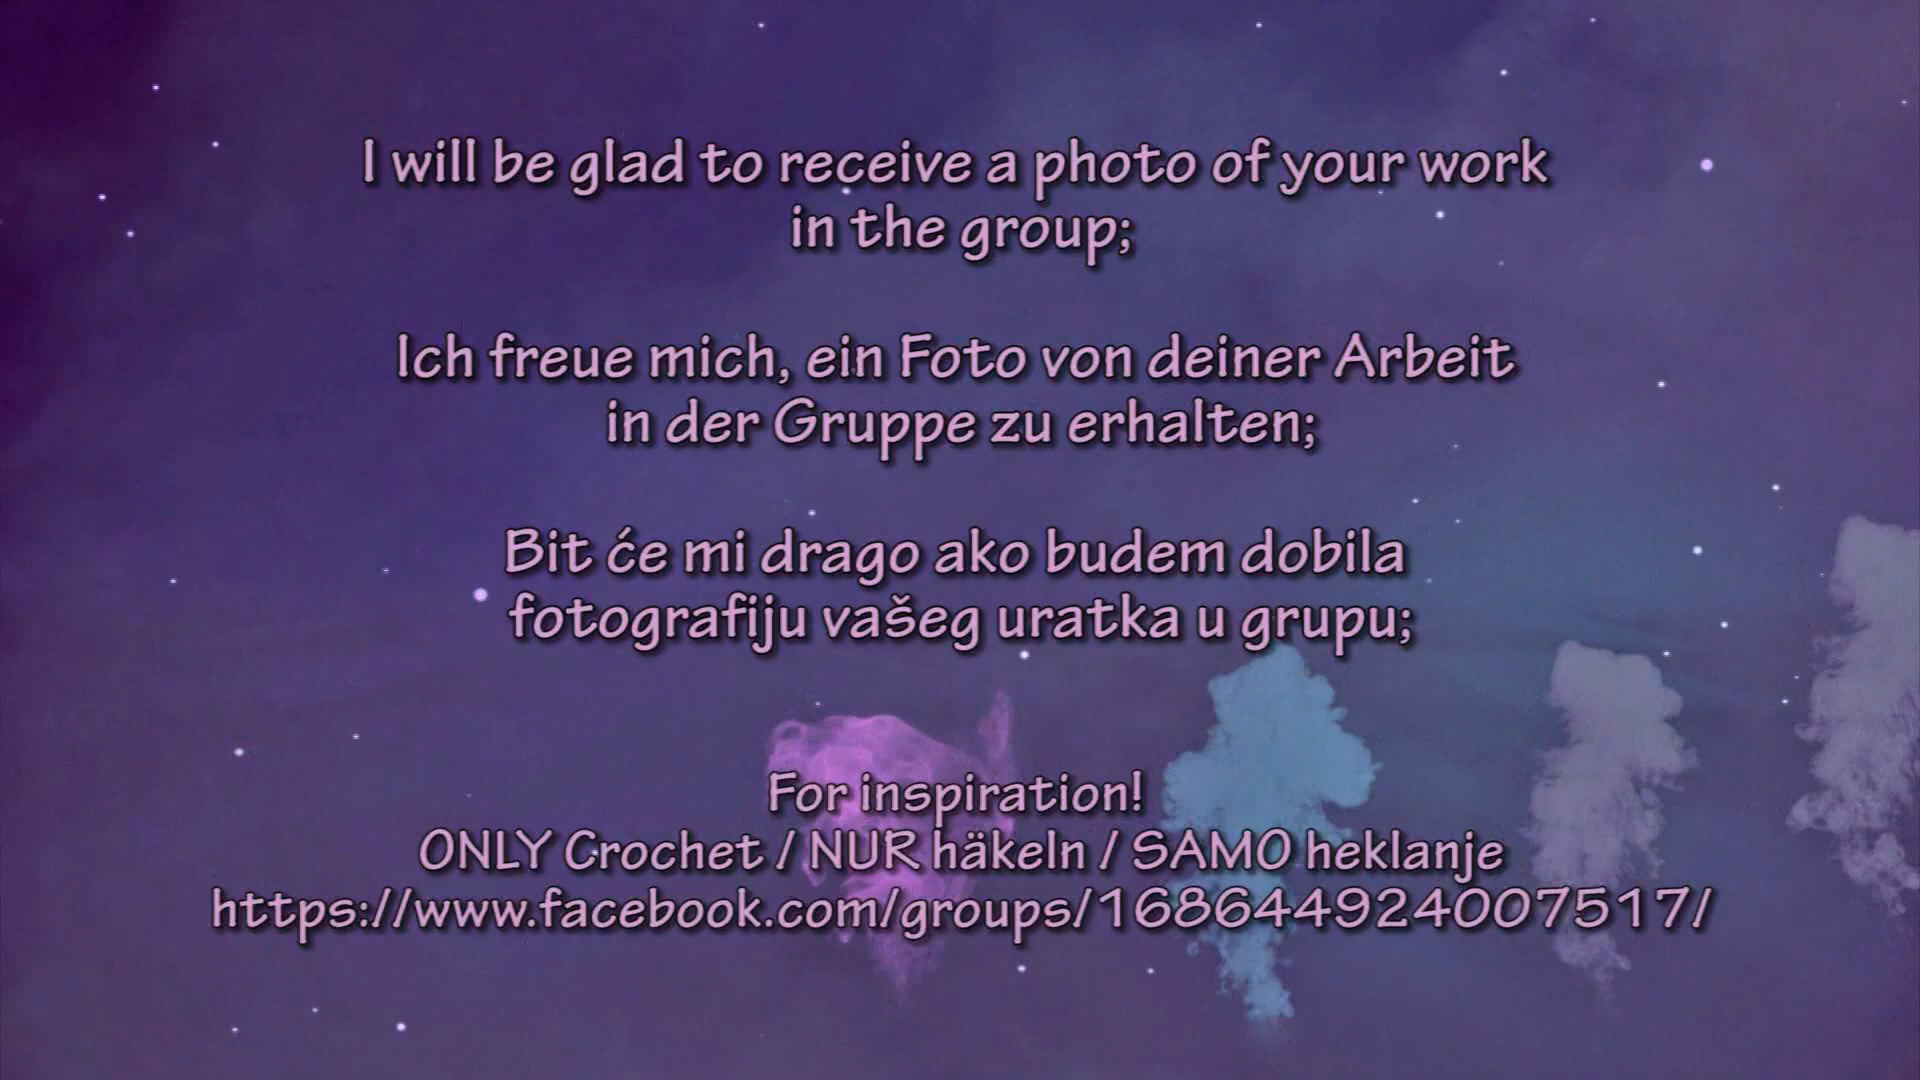 I will be glad to receive a photo of your work
in the group;
Ich freue mich, ein Foto von deiner Arbeit
in der Gruppe zu erhalten;
Bit će mi drago ako budem dobila
fotografiju vašeg uratka u grupu;
For inspiration!
ONLY Crochet / NUR häkeln / SAMO heklanje
https://www.facebook.com/groups/168644924007517/